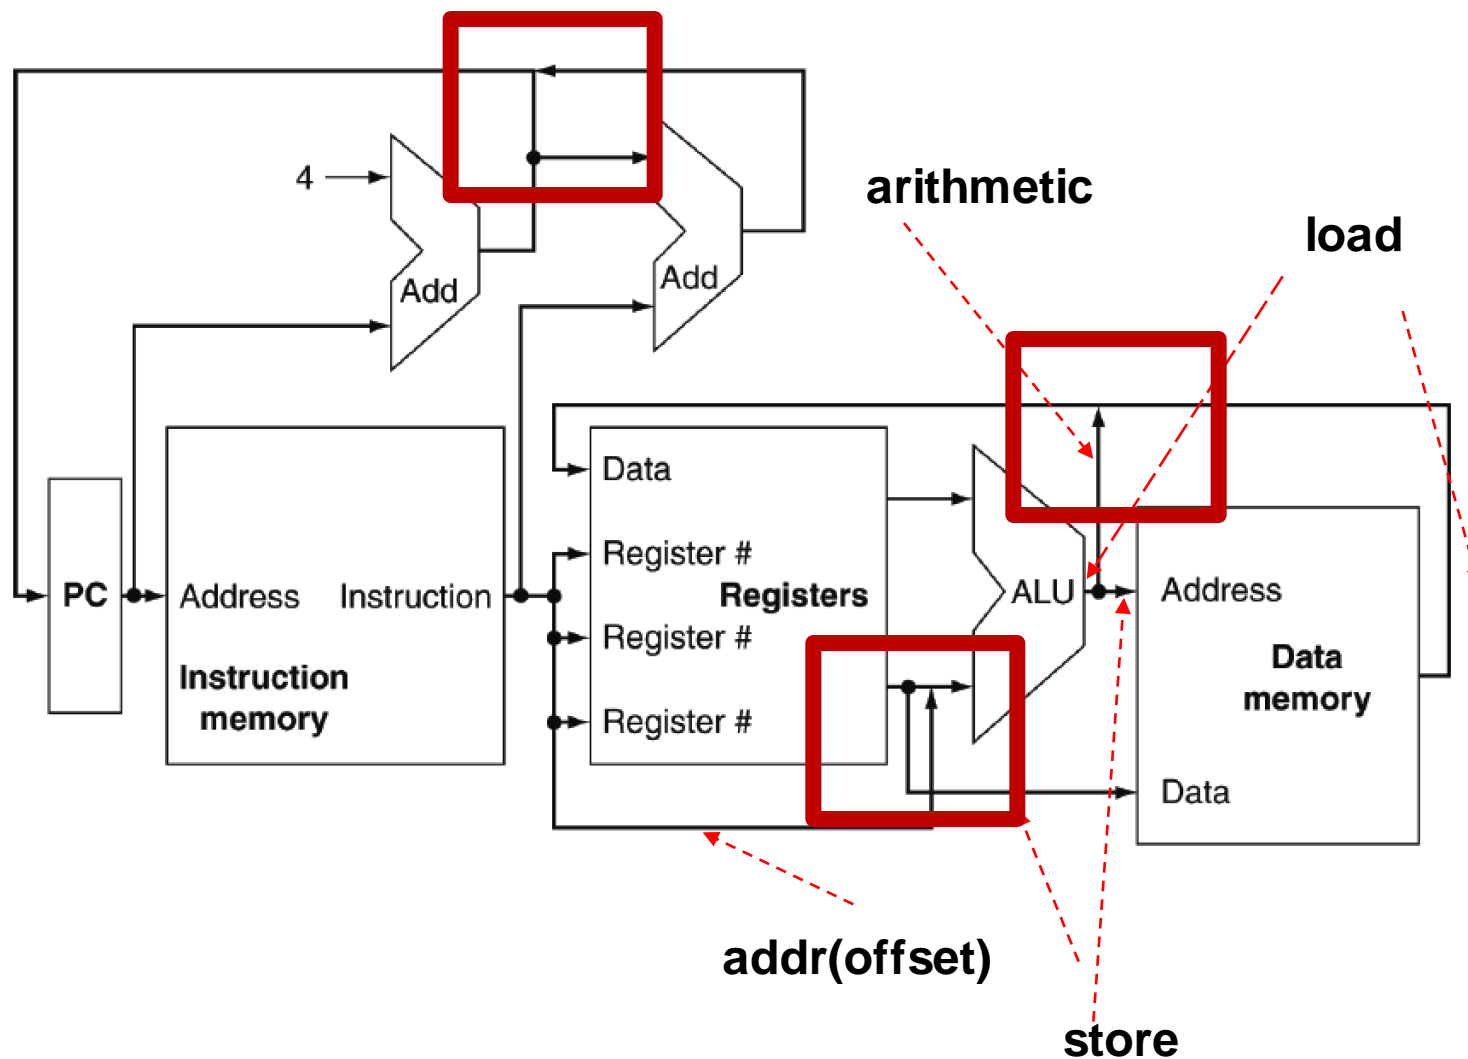 4
Add
Add
arithmetic
load
PC
Address
Instruction
Instruction
memory
Data
Register #
Registers
Register #
Register #
ALU
Address
Data
memory
Data
addr(offset)
store